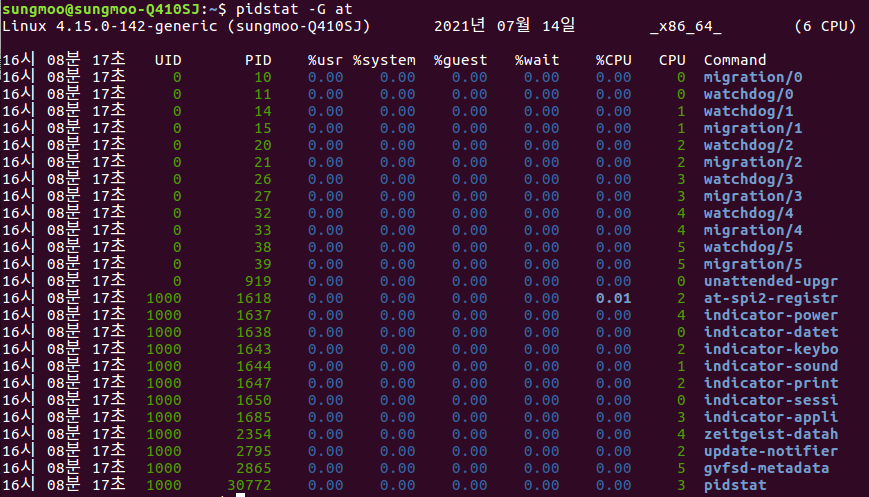 sungmoo@sungmoo-Q410SJ:~$ pidstat -G at
Linux 4.15.0-142-generic (sungmoo-Q410SJ) 2021년 07월 14일 _x86_64_ (6 CPU)
16시 08분 17초 UID PID %usr %system %guest %wait %CPU CPU Command
16시 08분 17초 0 10 0.00 0.00 0.00 0.00 0.00 0 migration/0
16시 08분 17초 0 11 0.00 0.00 0.00 0.00 0.00 0 watchdog/0
16시 08분 17초 0 14 0.00 0.00 0.00 0.00 0.00 1 watchdog/1
16시 08분 17초 0 15 0.00 0.00 0.00 0.00 0.00 1 migration/1
16시 08분 17초 0 20 0.00 0.00 0.00 0.00 0.00 2 watchdog/2
16시 08분 17초 0 21 0.00 0.00 0.00 0.00 0.00 2 migration/2
16시 08분 17초 0 26 0.00 0.00 0.00 0.00 0.00 3 watchdog/3
16시 08분 17초 0 27 0.00 0.00 0.00 0.00 0.00 3 migration/3
16시 08분 17초 0 32 0.00 0.00 0.00 0.00 0.00 4 watchdog/4
16시 08분 17초 0 33 0.00 0.00 0.00 0.00 0.00 4 migration/4
16시 08분 17초 0 38 0.00 0.00 0.00 0.00 0.00 5 watchdog/5
16시 08분 17초 0 39 0.00 0.00 0.00 0.00 0.00 5 migration/5
16시 08분 17초 0 919 0.00 0.00 0.00 0.00 0.00 0 unattended-upgr
16시 08분 17초 1000 1618 0.00 0.00 0.00 0.00 0.01 2 at-spi2-registr
16시 08분 17초 1000 1637 0.00 0.00 0.00 0.00 0.00 4 indicator-power
16시 08분 17초 1000 1638 0.00 0.00 0.00 0.00 0.00 0 indicator-datet
16시 08분 17초 1000 1643 0.00 0.00 0.00 0.00 0.00 2 indicator-keybo
16시 08분 17초 1000 1644 0.00 0.00 0.00 0.00 0.00 1 indicator-sound
16시 08분 17초 1000 1647 0.00 0.00 0.00 0.00 0.00 2 indicator-print
16시 08분 17초 1000 1650 0.00 0.00 0.00 0.00 0.00 0 indicator-sessi
16시 08분 17초 1000 1685 0.00 0.00 0.00 0.00 0.00 3 indicator-appli
16시 08분 17초 1000 2354 0.00 0.00 0.00 0.00 0.00 4 zeitgeist-datah
16시 08분 17초 1000 2795 0.00 0.00 0.00 0.00 0.00 2 update-notifier
16시 08분 17초 1000 2865 0.00 0.00 0.00 0.00 0.00 5 gvfsd-metadata
16시 08분 17초 1000 30772 0.00 0.00 0.00 0.00 0.00 3 pidstat